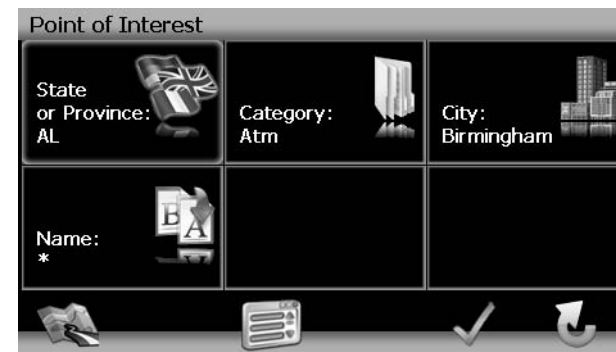 Point of Interest
State
or Province:
AL
Category:
Atm
City:
Birmingham
Name:
*
B
A